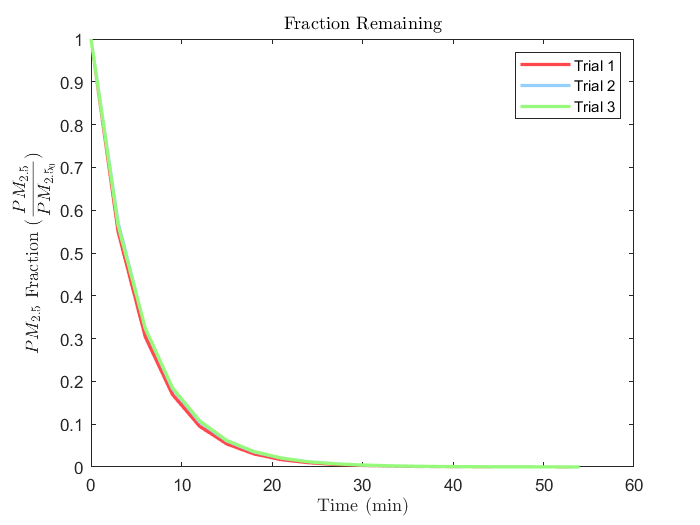 Fraction Remaining
1
0.9
0.8
0.7
0.6
0.5
0.4
0.3
0.2
0.1
0
0 10 20 30 40 50 60
Time (min)
PM2.5 Fraction (PM2.5/PM2.50)
Trial 1
Trial 2
Trial 3